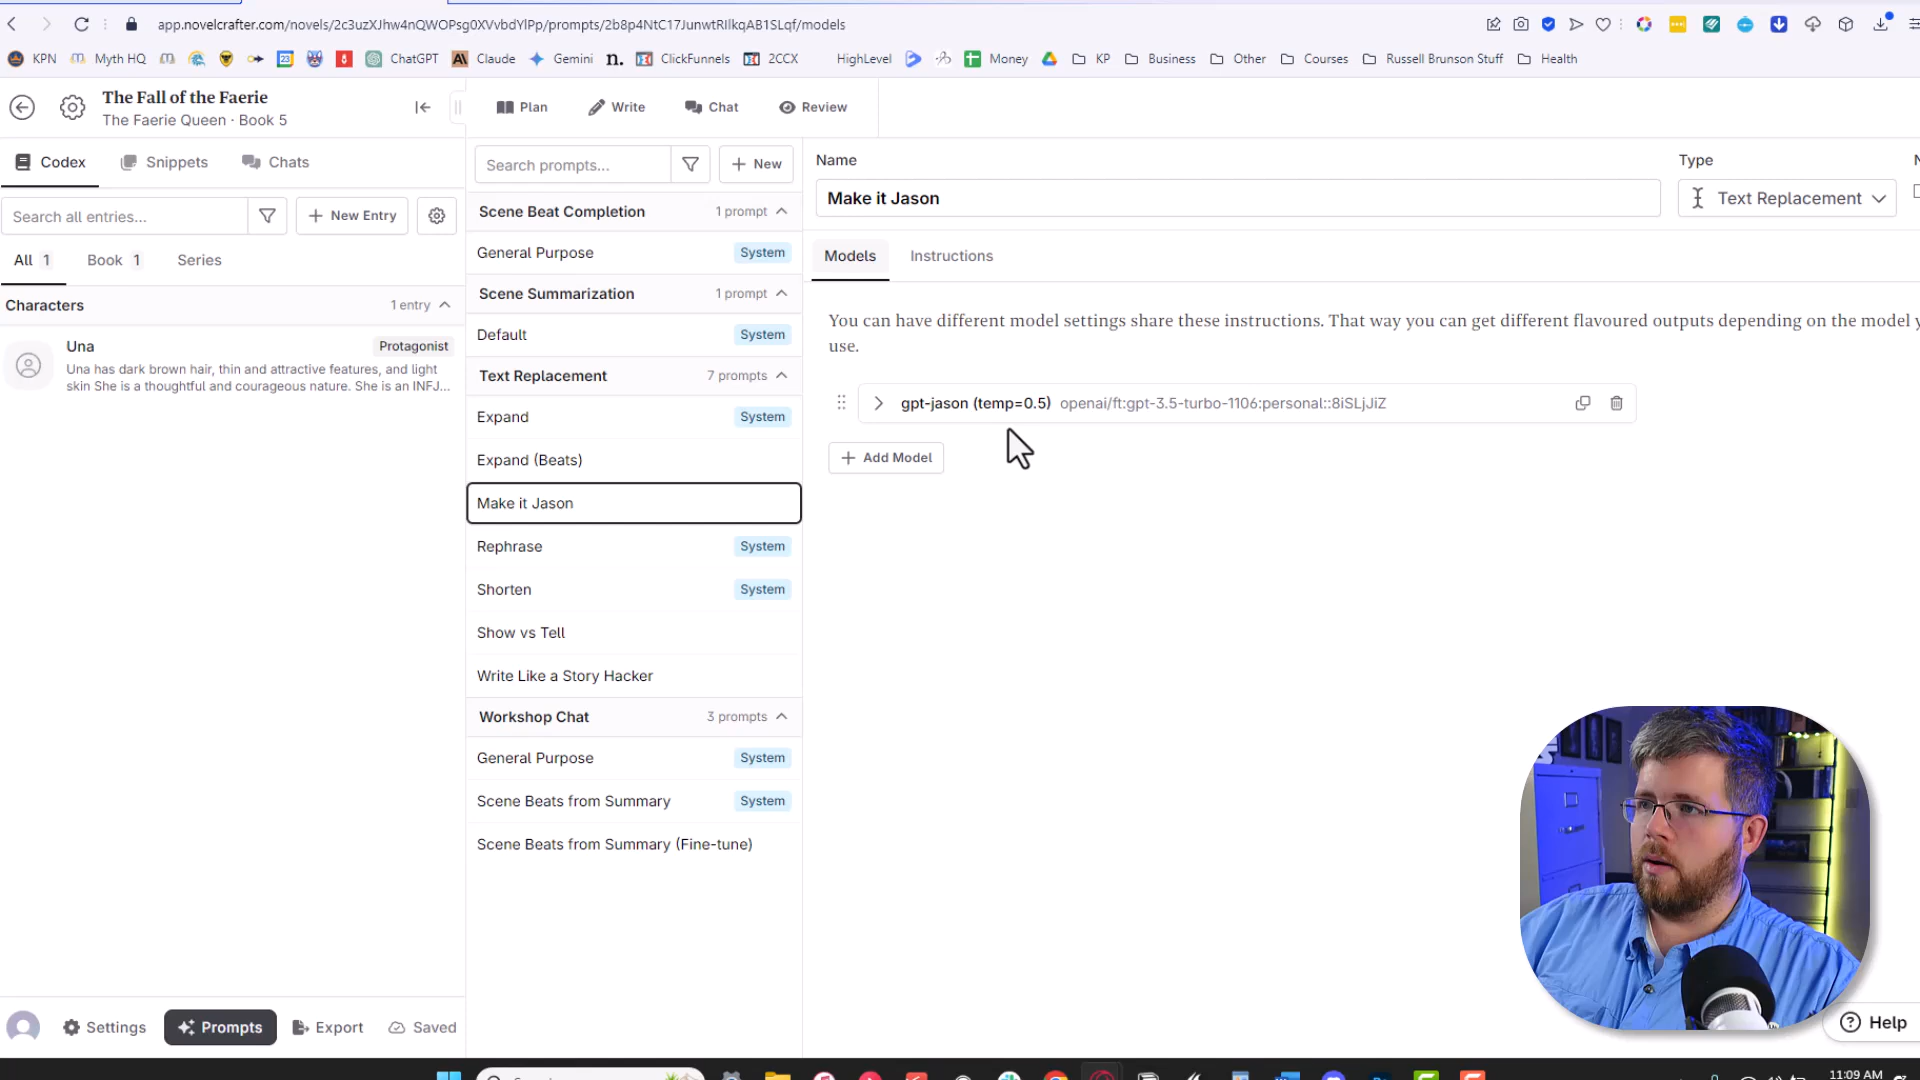 app.novelcrafter.com/novels/2c3uzXJhw4nQWOPsg0XVvbdYlPp/prompts/2b8p4NtC17JunwtRIlkqAB1SLqf/models
KPN
Myth HQ
23
ChatGPT
Claude
Gemini
n.
ClickFunnels
2CCX
HighLevel
Money
KP
Business
Other
Courses
Russell Brunson Stuff
Health
The Fall of the Faerie
The Faerie Queen · Book 5
Plan
Write
Chat
Review
Codex
Snippets
Chats
Search all entries...
New Entry
All 1
Book 1
Series
Characters
1 entry
Una
Protagonist
Una has dark brown hair, thin and attractive features, and light
skin She is a thoughtful and courageous nature. She is an INFJ...
Search prompts...
New
Scene Beat Completion
1 prompt
General Purpose
System
Scene Summarization
1 prompt
Default
System
Text Replacement
7 prompts
Expand
System
Expand (Beats)
Make it Jason
Rephrase
System
Shorten
System
Show vs Tell
Write Like a Story Hacker
Workshop Chat
3 prompts
General Purpose
System
Scene Beats from Summary
System
Scene Beats from Summary (Fine-tune)
Name
Type
Make it Jason
Text Replacement
Models
Instructions
You can have different model settings share these instructions. That way you can get different flavoured outputs depending on the model y
use.
gpt-jason (temp=0.5) openai/ft:gpt-3.5-turbo-1106:personal::8iSLjJiZ
Add Model
Settings
Prompts
Export
Saved
Help
11:09 AM